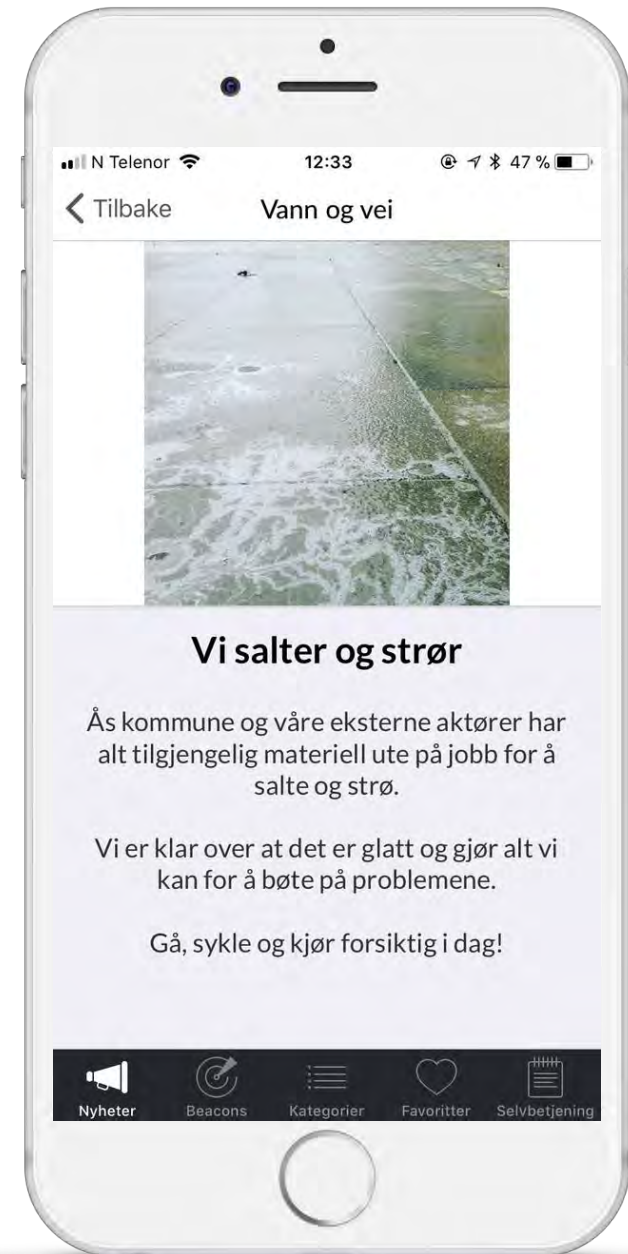 N Telenor 12:33 47 %
Tilbake Vann og vei
Vi salter og strør
Ås kommune og våre eksterne aktører har
alt tilgjengelig materiell ute på jobb for å
salte og strø.
Vi er klar over at det er glatt og gjør alt vi
kan for å bøte på problemene.
Gå, sykle og kjør forsiktig i dag!
Nyheter Beacons Kategorier Favoritter Selvbetjening